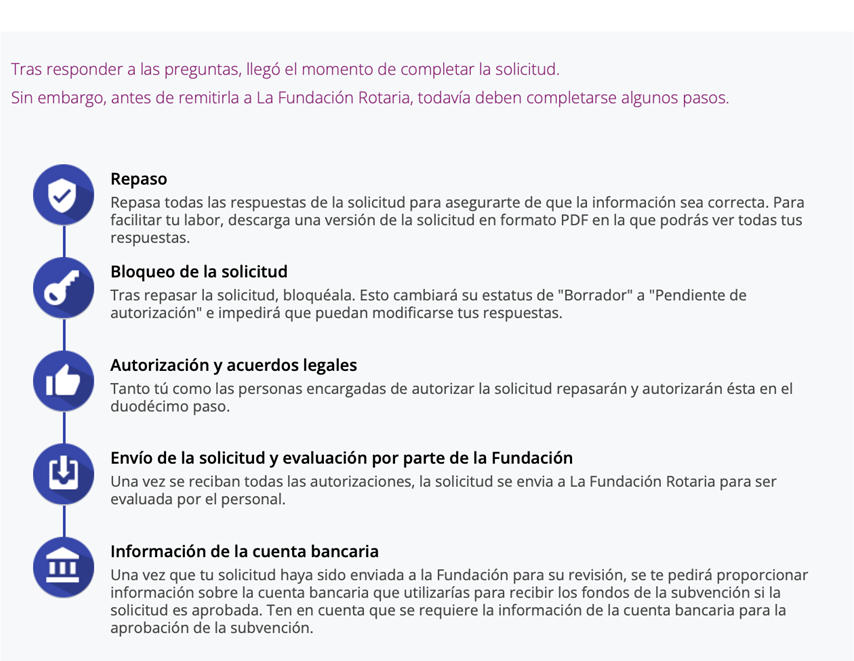 Tras responder a las preguntas, llegó el momento de completar la solicitud.
Sin embargo, antes de remitirla a La Fundación Rotaria, todavía deben completarse algunos pasos.
Repaso
Repasa todas las respuestas de la solicitud para asegurarte de que la información sea correcta. Para
facilitar tu labor, descarga una versión de la solicitud en formato PDF en la que podrás ver todas tus
respuestas.
Bloqueo de la solicitud
Tras repasar la solicitud, bloquéala. Esto cambiará su estatus de "Borrador" a "Pendiente de
autorización" e impedirá que puedan modificarse tus respuestas.
Autorización y acuerdos legales
Tanto tú como las personas encargadas de autorizar la solicitud repasarán y autorizarán ésta en el
duodécimo paso.
Envío de la solicitud y evaluación por parte de la Fundación
Una vez se reciban todas las autorizaciones, la solicitud se envia a La Fundación Rotaria para ser
evaluada por el personal.
Información de la cuenta bancaria
Una vez que tu solicitud haya sido enviada a la Fundación para su revisión, se te pedirá proporcionar
información sobre la cuenta bancaria que utilizarías para recibir los fondos de la subvención si la
solicitud es aprobada. Ten en cuenta que se requiere la información de la cuenta bancaria para la
aprobación de la subvención.